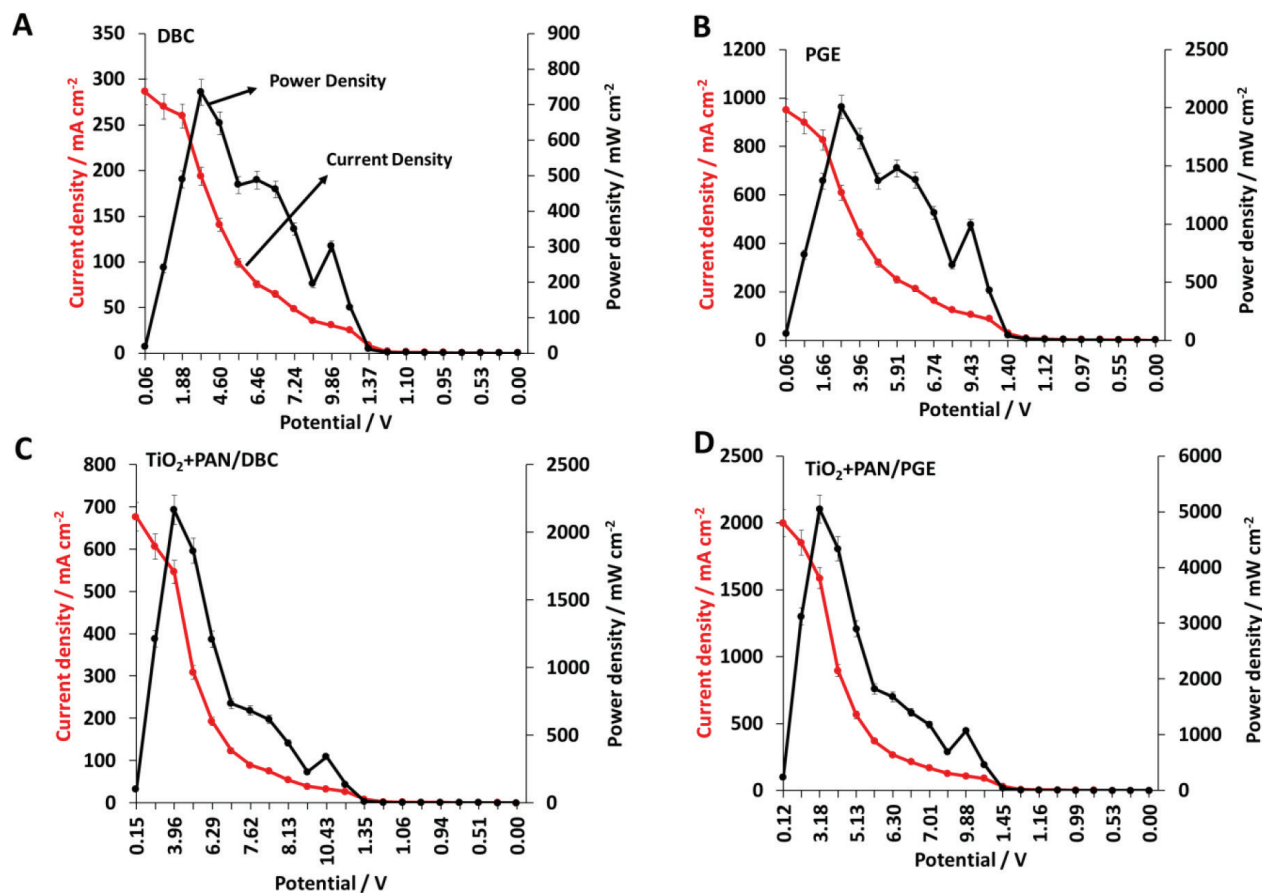 A
DBC
Power Density
Current Density
350
300
250
200
150
100
50
0
900
800
700
600
500
400
300
200
100
0
Current density / mA cm-2
Power density / mW cm-2
0.06 1.88 4.60 6.46 7.24 9.86 1.37 1.10 0.95 0.53 0.00
Potential / V
B
PGE
1200
1000
800
600
400
200
0
2500
2000
1500
1000
500
0
Current density / mA cm-2
Power density / mW cm-2
0.06 1.66 3.96 5.91 6.74 9.43 1.40 1.12 0.97 0.55 0.00
Potential / V
C
TiO2+PAN/DBC
800
700
600
500
400
300
200
100
0
2500
2000
1500
1000
500
0
Current density / mA cm-2
Power density / mW cm-2
0.15 3.96 6.29 7.62 8.13 10.43 1.35 1.06 0.94 0.51 0.00
Potential / V
D
TiO2+PAN/PGE
2500
2000
1500
1000
500
0
6000
5000
4000
3000
2000
1000
0
Current density / mA cm-2
Power density / mW cm-2
0.12 3.18 5.13 6.30 7.01 9.88 1.45 1.16 0.99 0.53 0.00
Potential / V